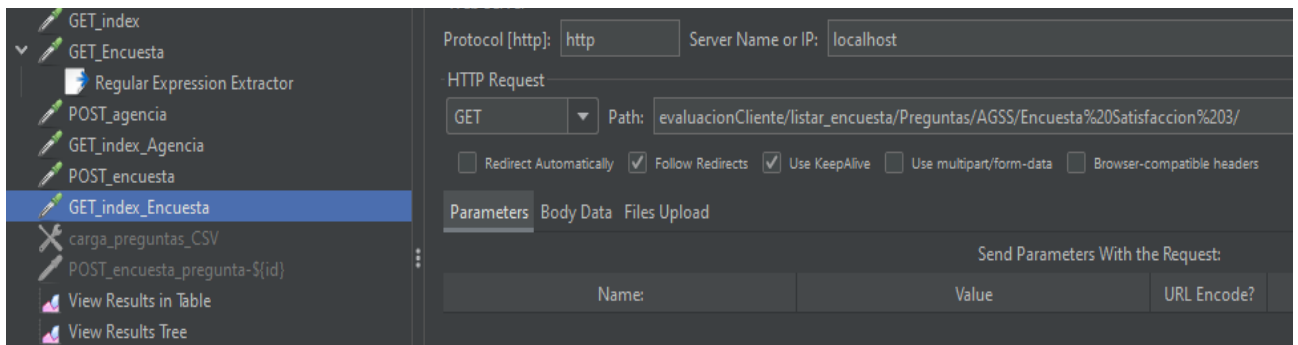 GET_index
GET_Encuesta
Regular Expression Extractor
POST_agencia
GET_index_Agencia
POST_encuesta
GET_index_Encuesta
carga_preguntas_CSV
POST_encuesta_pregunta-${id}
View Results in Table
View Results Tree
Protocol [http]: http Server Name or IP: localhost
HTTP Request
GET Path: evaluacionCliente/listar_encuesta/Preguntas/AGSS/Encuesta%20Satisfaccion%203/
Redirect Automatically Follow Redirects Use KeepAlive Use multipart/form-data Browser-compatible headers
Parameters Body Data Files Upload
Send Parameters With the Request:
Name: Value URL Encode?